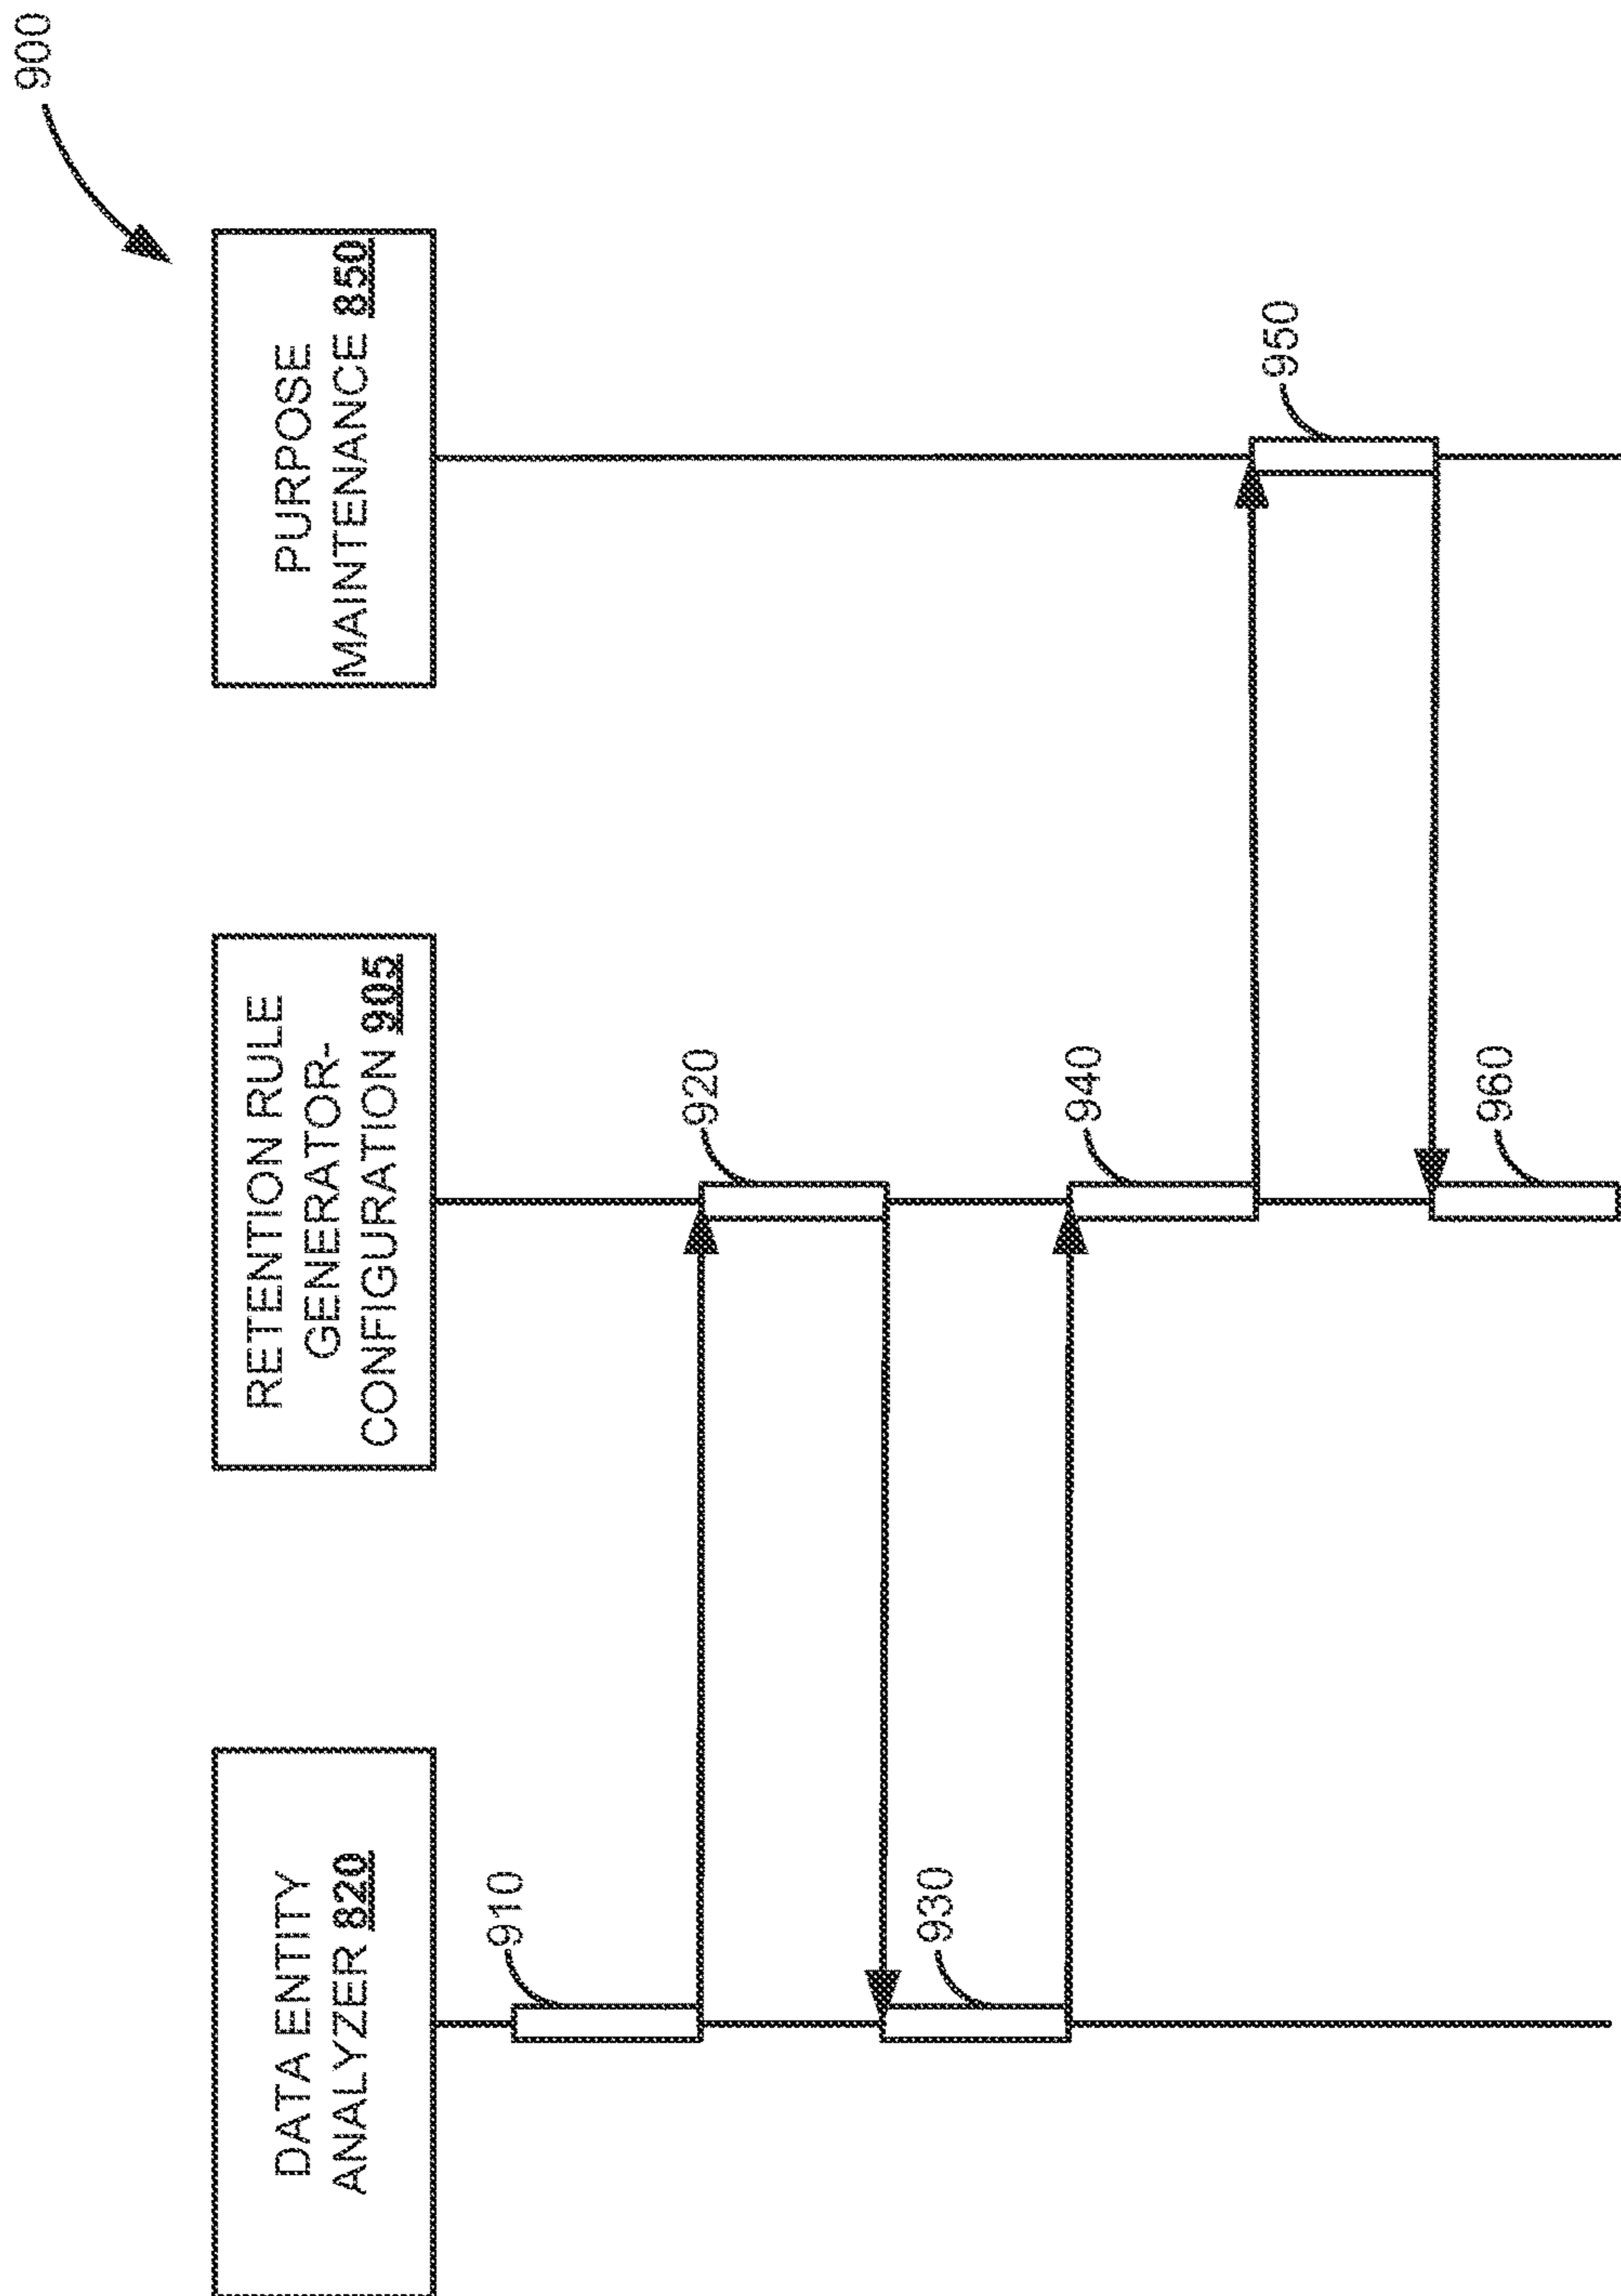 900
DATA ENTITY
ANALYZER 820
RETENTION RULE
GENERATOR-
CONFIGURATION 905
PURPOSE
MAINTENANCE 850
910
920
930
940
950
960